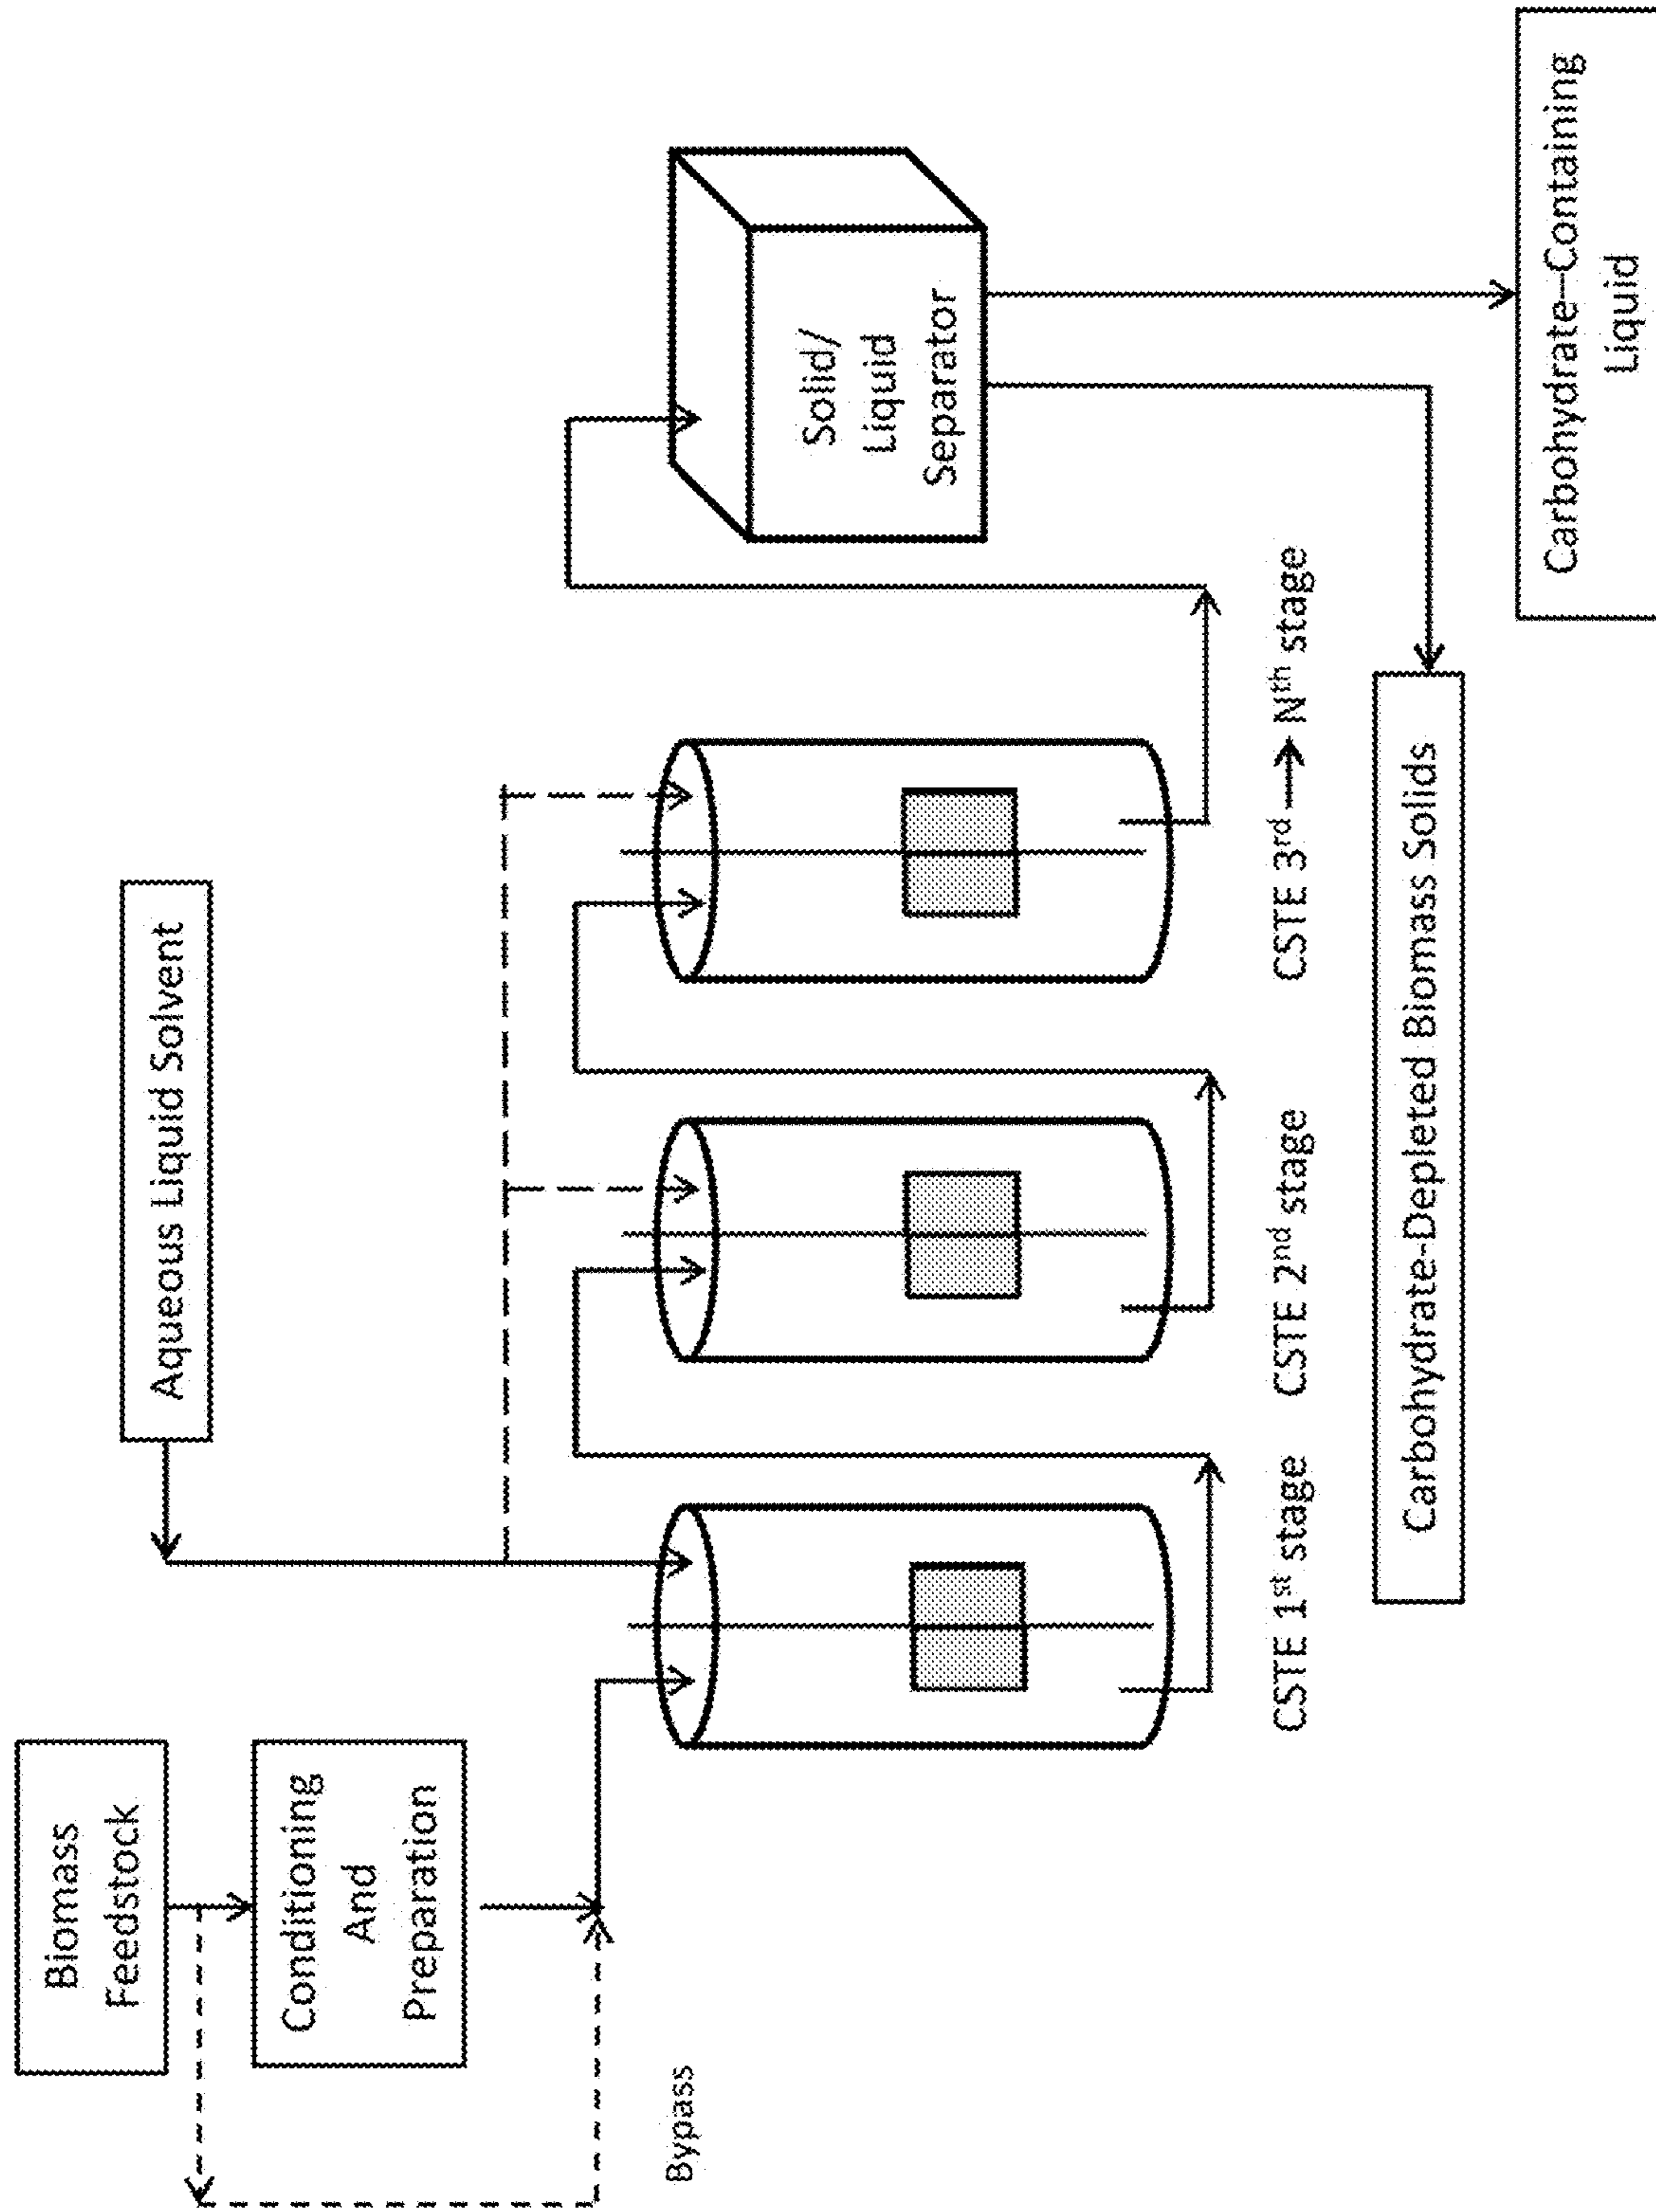 Biomass
Feedstock
Conditioning
And
Preparation
Bypass
Aqueous Liquid Solvent
CSTE 1st stage
CSTE 2nd stage
CSTE 3rd → Nth stage
Solid/
Liquid
Separator
Carbohydrate-Depleted Biomass Solids
Carbohydrate–Containing
Liquid